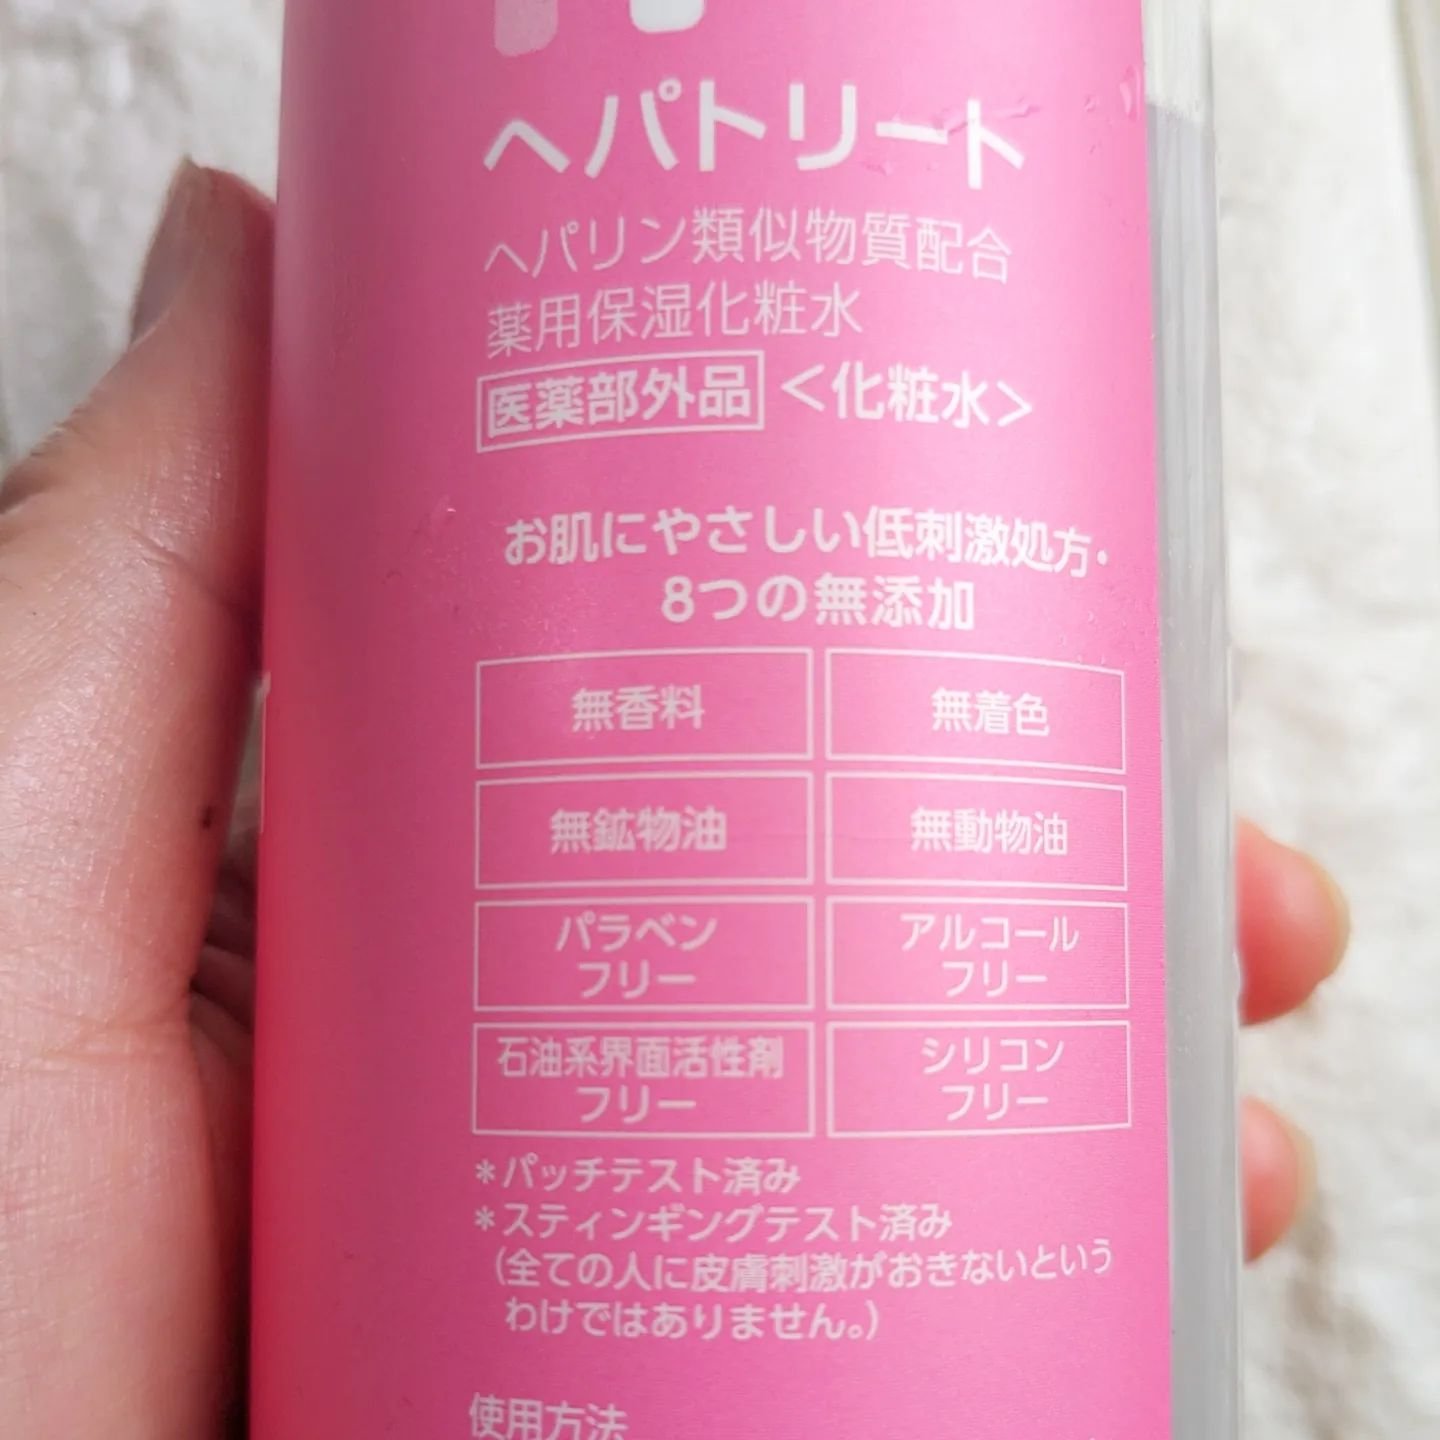 ヘパトリート
ヘパリン類似物質配合
薬用保湿化粧水
医薬部外品 <化粧水>
お肌にやさしい低刺激処方・
8つの無添加
無香料 無着色
無鉱物油 無動物油
パラベン
フリー
アルコール
フリー
石油系界面活性剤
フリー
シリコン
フリー
*パッチテスト済み
*スティンギングテスト済み
(全ての人に皮膚刺激がおきないという
わけではありません。)
使用方法